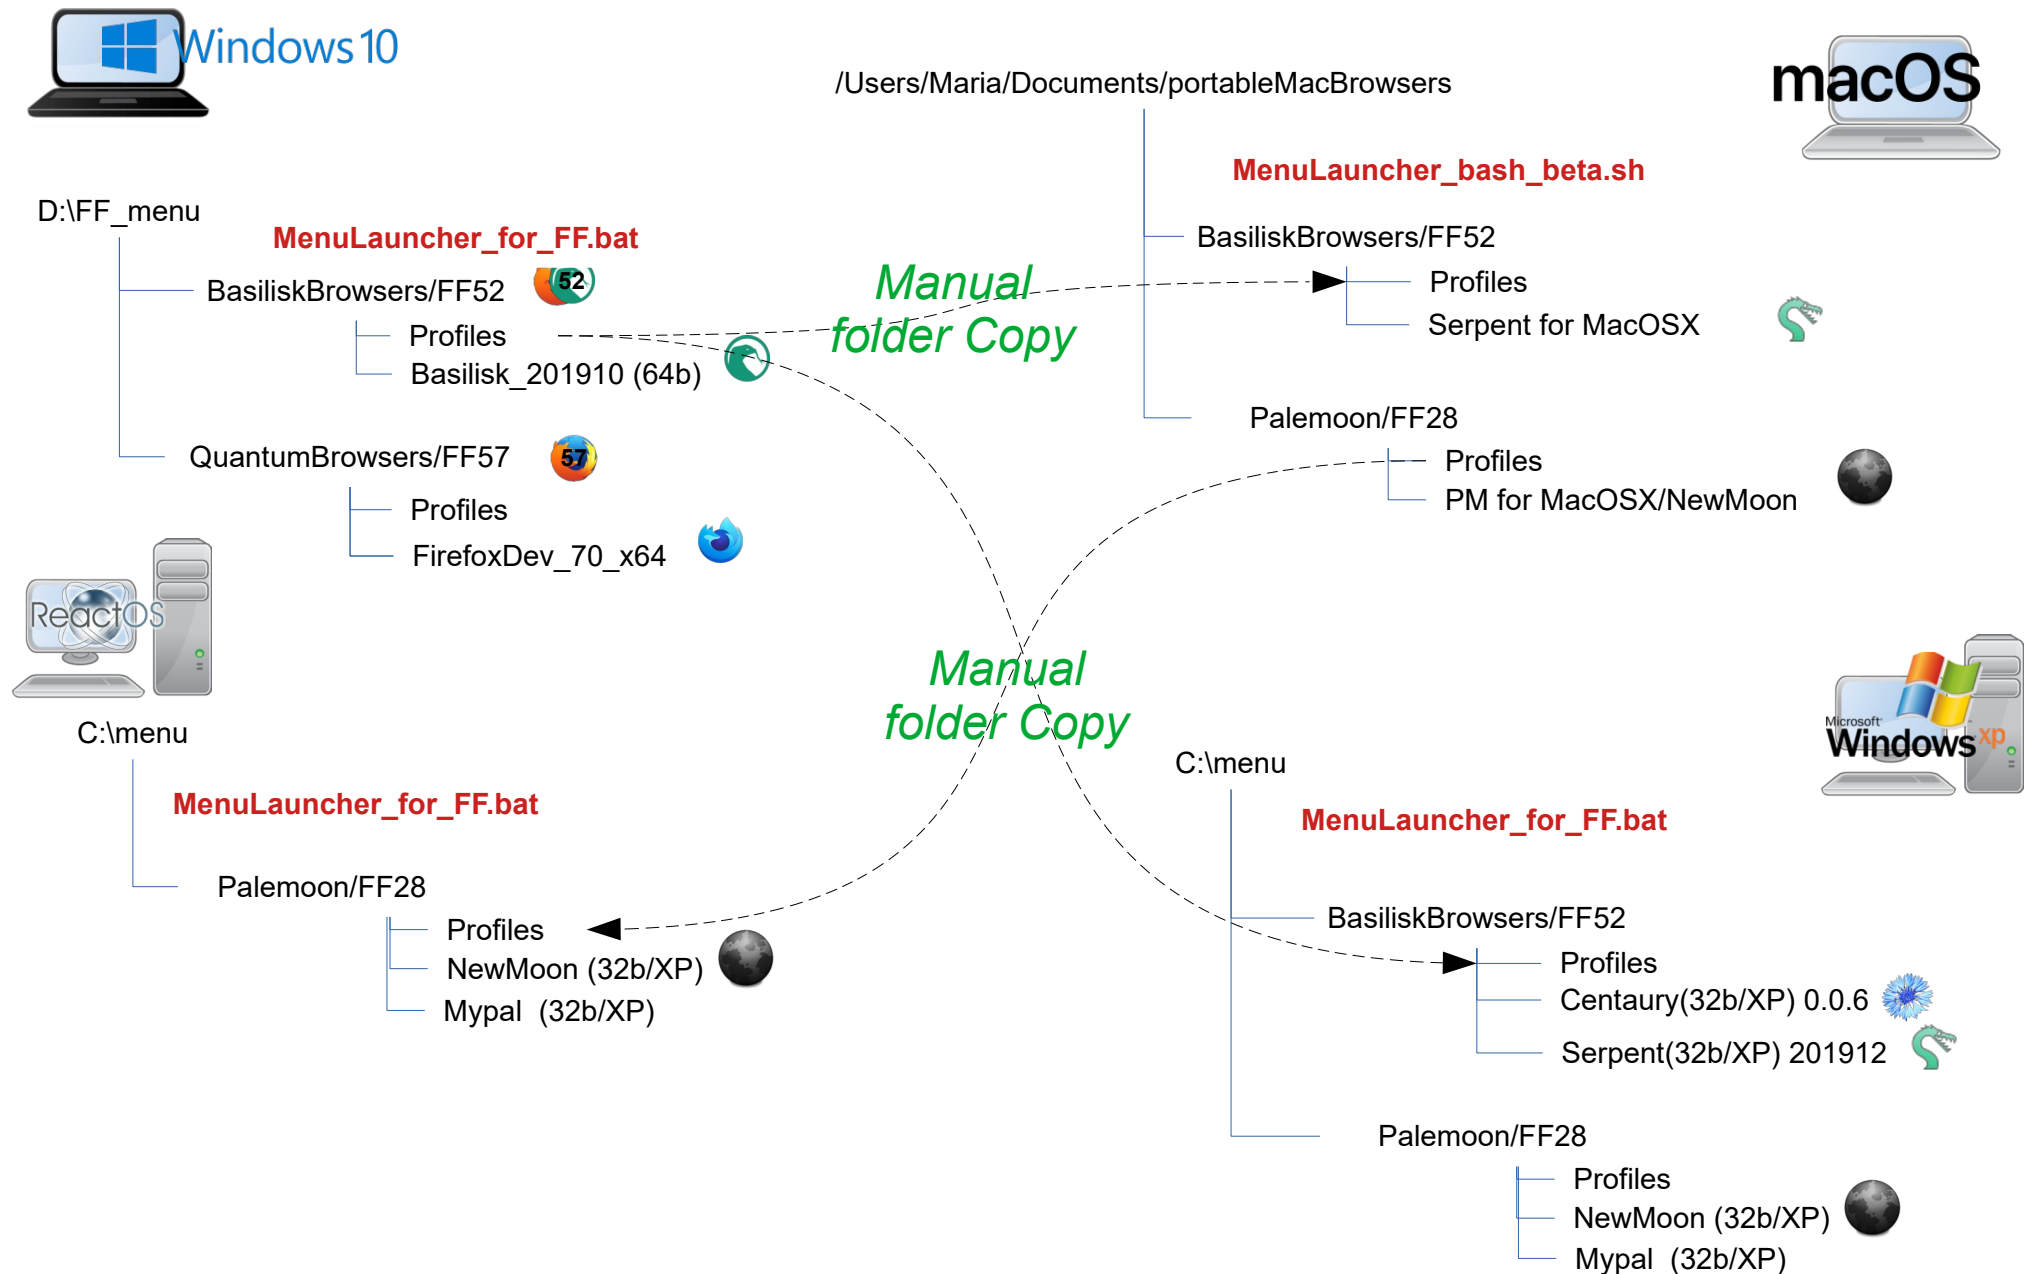 Windows 10
D:\FF_menu
MenuLauncher_for_FF.bat
BasiliskBrowsers/FF52
52
Profiles
Basilisk_201910 (64b)
QuantumBrowsers/FF57
57
Profiles
FirefoxDev_70_x64
Manual
folder Copy
/Users/Maria/Documents/portableMacBrowsers
macOS
MenuLauncher_bash_beta.sh
BasiliskBrowsers/FF52
Profiles
Serpent for MacOSX
Palemoon/FF28
Profiles
PM for MacOSX/NewMoon
ReactOS
C:\menu
MenuLauncher_for_FF.bat
Palemoon/FF28
Profiles
NewMoon (32b/XP)
Mypal (32b/XP)
Manual
folder Copy
Microsoft
Windows xp
C:\menu
MenuLauncher_for_FF.bat
BasiliskBrowsers/FF52
Profiles
Centaury(32b/XP) 0.0.6
Serpent(32b/XP) 201912
Palemoon/FF28
Profiles
NewMoon (32b/XP)
Mypal (32b/XP)